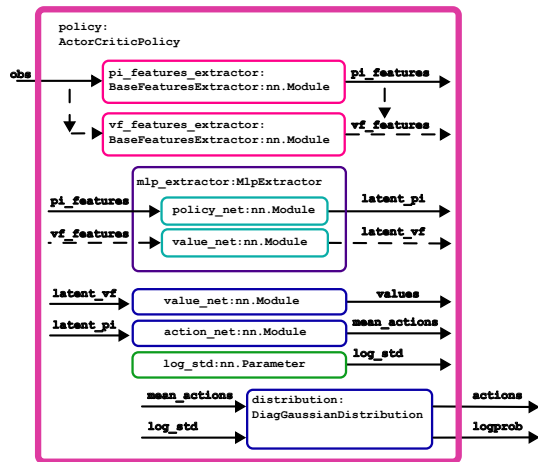 policy:
ActorCriticPolicy
obs
pi_features_extractor:
BaseFeaturesExtractor:nn.Module
pi_features
vf_features_extractor:
BaseFeaturesExtractor:nn.Module
vf_features
mlp_extractor:MlpExtractor
pi_features
policy_net:nn.Module
latent_pi
vf_features
value_net:nn.Module
latent_vf
latent_vf
value_net:nn.Module
values
latent_pi
action_net:nn.Module
mean_actions
log_std:nn.Parameter
log_std
mean_actions
distribution:
DiagGaussianDistribution
actions
log_std
logprob